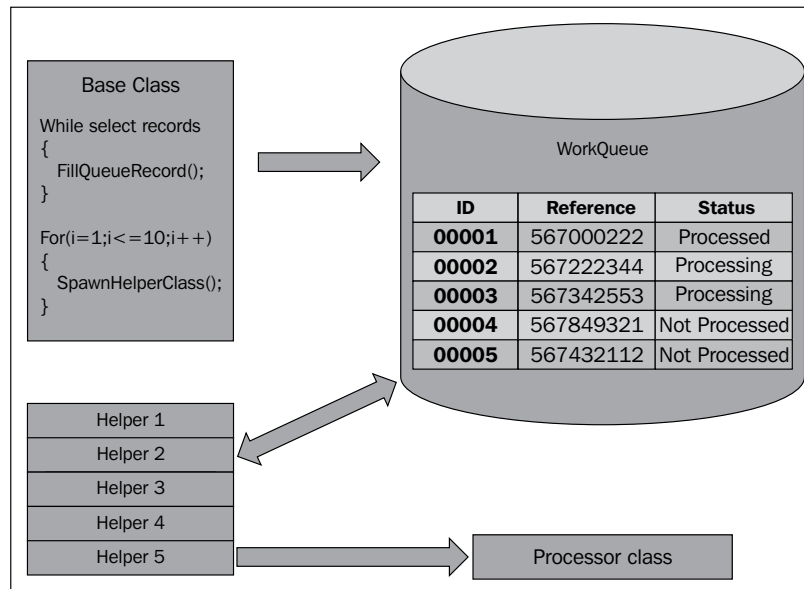 Base Class
While select records
{
FillQueueRecord();
}
For(i=1;i<=10;i++)
{
SpawnHelperClass();
}
WorkQueue
ID Reference Status
00001 567000222 Processed
00002 567222344 Processing
00003 567342553 Processing
00004 567849321 Not Processed
00005 567432112 Not Processed
Helper 1
Helper 2
Helper 3
Helper 4
Helper 5
Processor class